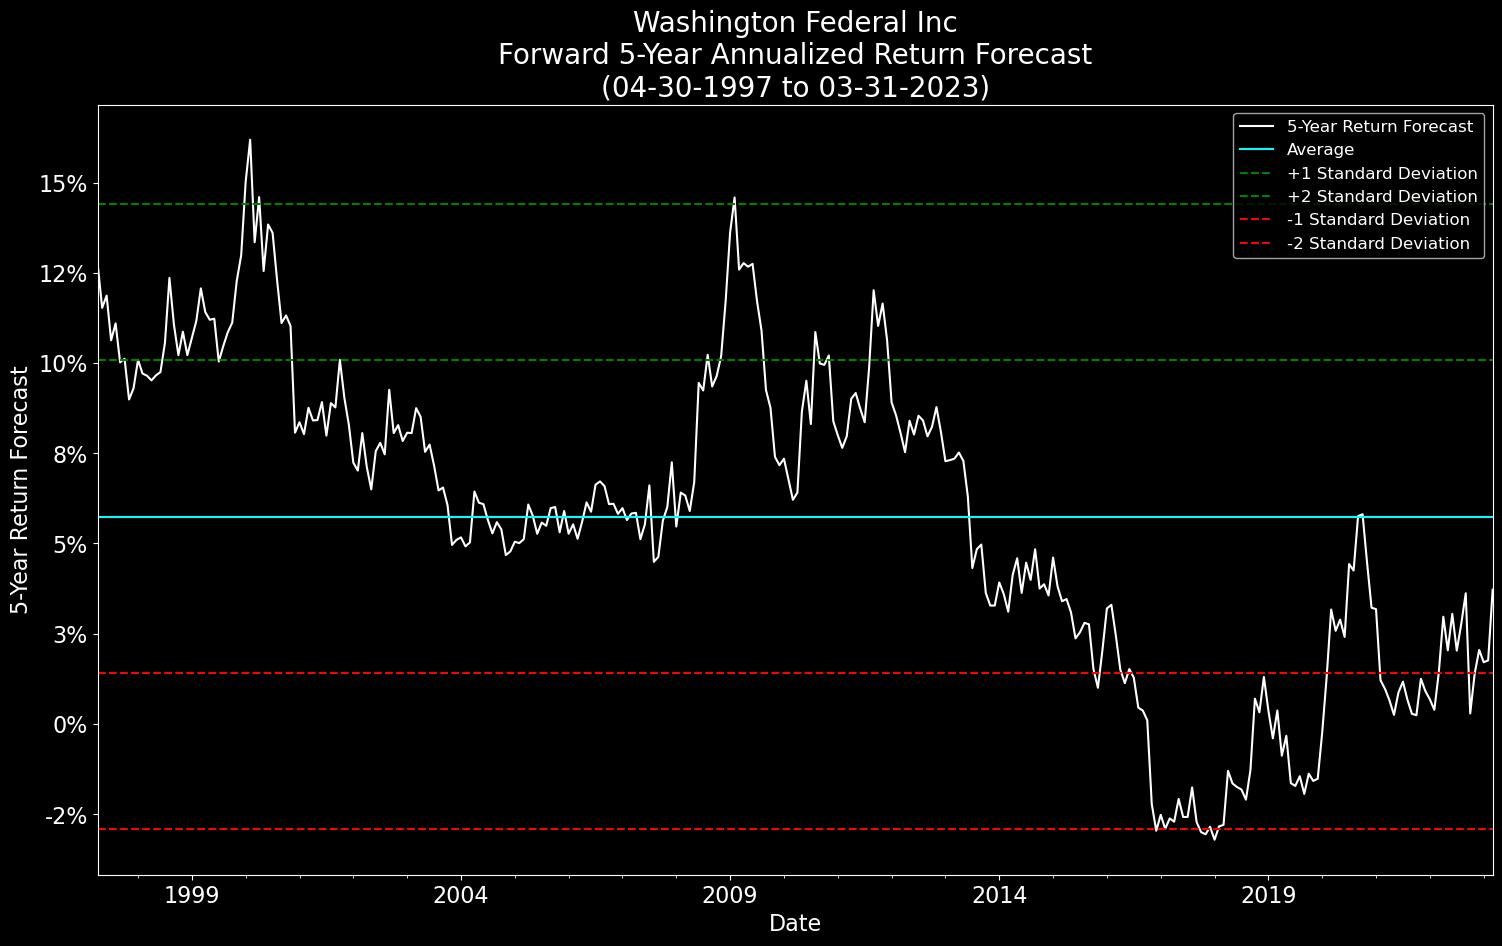 Washington Federal Inc
Forward 5-Year Annualized Return Forecast
(04-30-1997 to 03-31-2023)
5-Year Return Forecast
Average
+1 Standard Deviation
+2 Standard Deviation
-1 Standard Deviation
-2 Standard Deviation
5-Year Return Forecast
15%
12%
10%
8%
5%
3%
0%
-2%
1999
2004
2009
2014
2019
Date